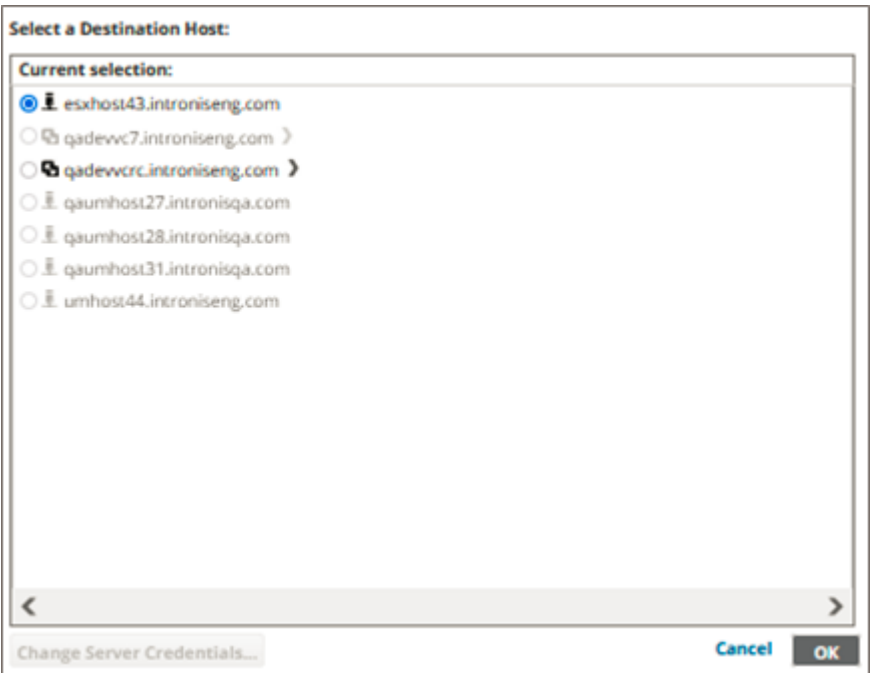 Select a Destination Host:
Current selection:
esxhost43.introniseng.com
qadevvc7.introniseng.com
qadevvcrc.introniseng.com
qaumhost27.intronisqa.com
qaumhost28.intronisqa.com
qaumhost31.intronisqa.com
umhost44.introniseng.com
Change Server Credentials...
Cancel OK